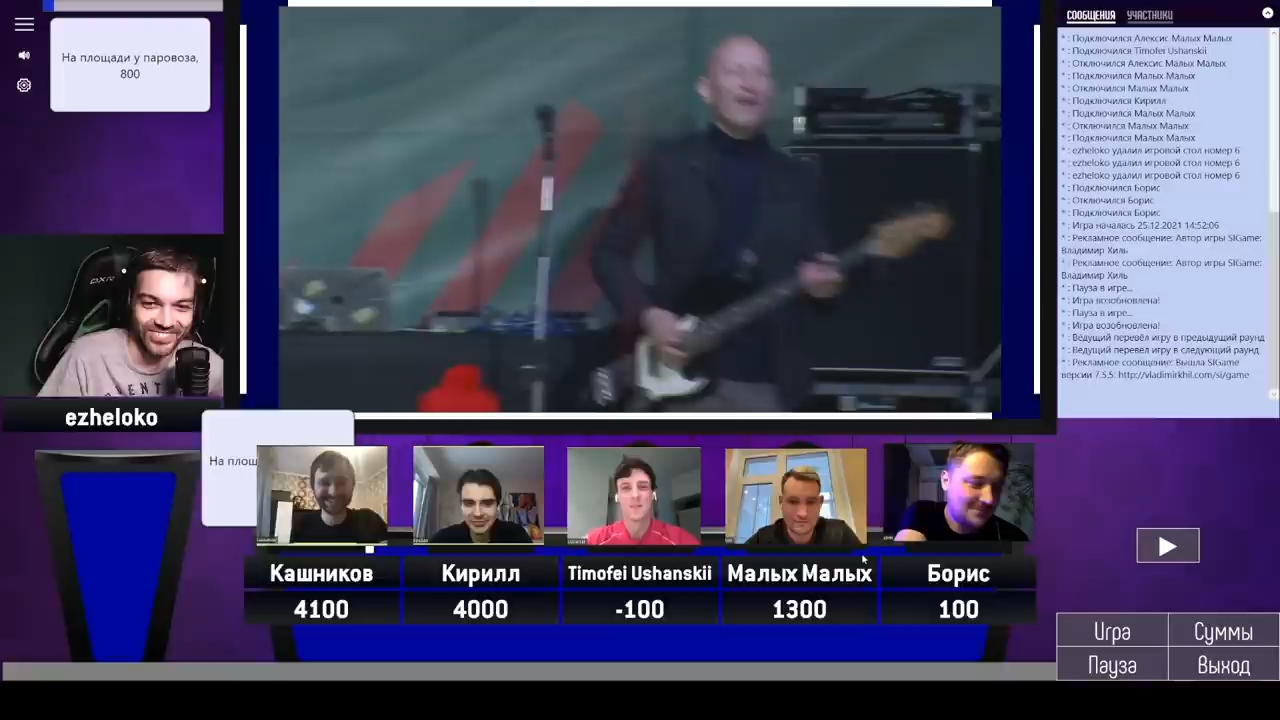 На площади у паровоза,
800
DXR
ezheloko
На площ
Кашников
Кирилл
Timofei Ushanskii
Малых Малых
Борис
4100
4000
-100
1300
100
СООБЩЕНИЯ
УЧАСТНИКИ
* : Подключился Алексис Малых Малых
* : Подключился Timofei Ushanskii
* : Отключился Алексис Малых Малых
* : Подключился Малых Малых
* : Отключился Малых Малых
* : Подключился Кирилл
* : Подключился Малых Малых
* : Отключился Малых Малых
* : Подключился Малых Малых
* : ezheloko удалил игровой стол номер 6
* : ezheloko удалил игровой стол номер 6
* : ezheloko удалил игровой стол номер 6
* : Подключился Борис
* : Отключился Борис
* : Подключился Борис
* : Игра началась 25.12.2021 14:52:06
* : Рекламное сообщение: Автор игры SIGame:
Владимир Хиль
* : Рекламное сообщение: Автор игры SIGame:
Владимир Хиль
* : Пауза в игре...
* : Игра возобновлена!
* : Пауза в игре...
* : Игра возобновлена!
* : Ведущий перевёл игру в предыдущий раунд
* : Ведущий перевёл игру в следующий раунд
* : Рекламное сообщение: Вышла SIGame
версии 7.5.5: http://vladimirkhil.com/si/game
Игра
Суммы
Пауза
Выход